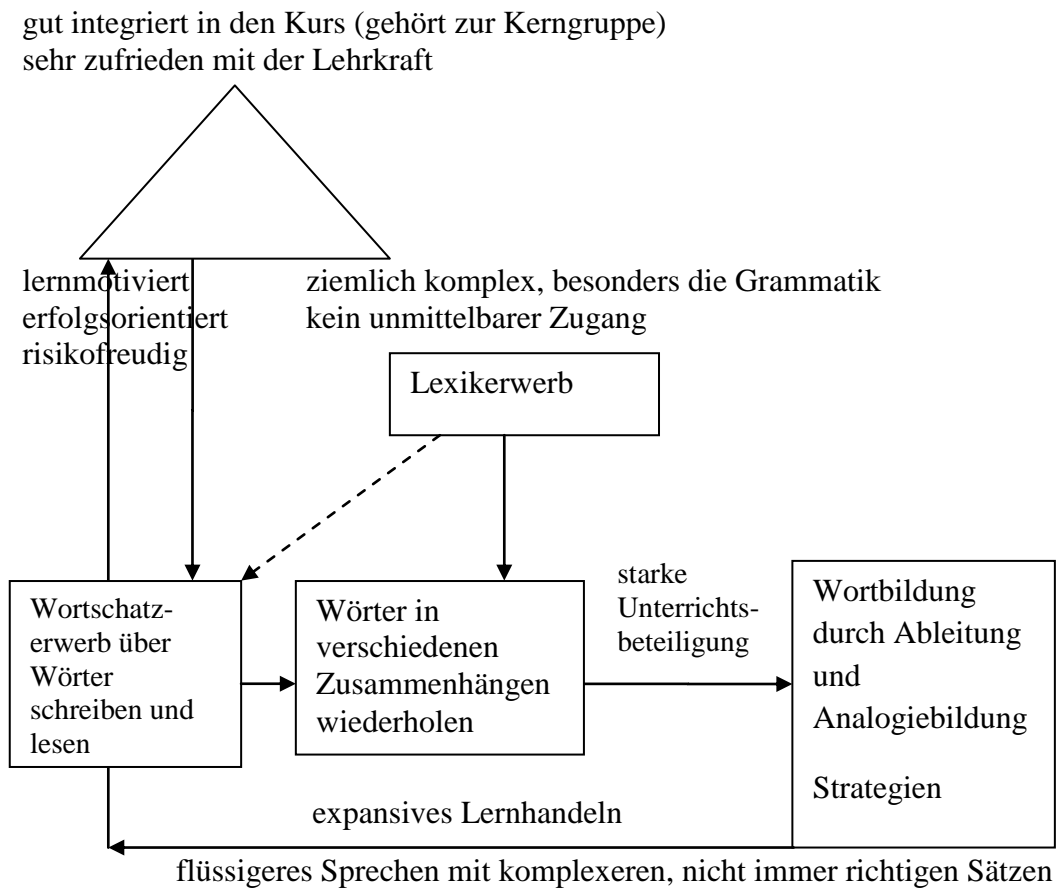 gut integriert in den Kurs (gehört zur Kerngruppe)
sehr zufrieden mit der Lehrkraft
lernmotiviert
erfolgsorientiert
risikofreudig
ziemlich komplex, besonders die Grammatik
kein unmittelbarer Zugang
Lexikerwerb
Wortschatz-
erwerb über
Wörter
schreiben und
lesen
Wörter in
verschiedenen
Zusammenhängen
wiederholen
starke
Unterrichts-
beteiligung
Wortbildung
durch Ableitung
und
Analogiebildung
Strategien
expansives Lernhandeln
flüssigeres Sprechen mit komplexeren, nicht immer richtigen Sätzen